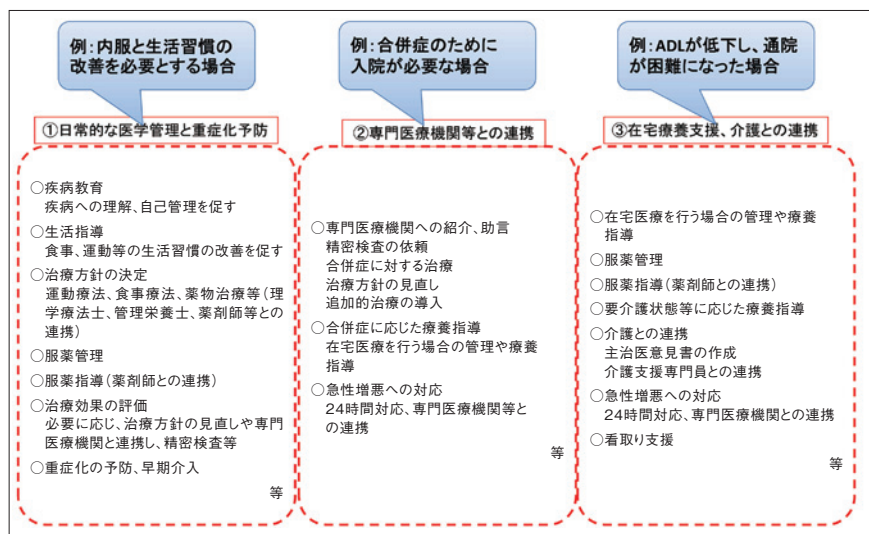 例：内服と生活習慣の
改善を必要とする場合
①日常的な医学管理と重症化予防
○疾病教育
疾病への理解、自己管理を促す
○生活指導
食事、運動等の生活習慣の改善を促す
○治療方針の決定
運動療法、食事療法、薬物治療等（理
学療法士、管理栄養士、薬剤師等との
連携）
○服薬管理
○服薬指導（薬剤師との連携）
○治療効果の評価
必要に応じ、治療方針の見直しや専門
医療機関と連携し、精密検査等
○重症化の予防、早期介入
等
例：合併症のために
入院が必要な場合
②専門医療機関等との連携
○専門医療機関への紹介、助言
精密検査の依頼
合併症に対する治療
治療方針の見直し
追加的治療の導入
○合併症に応じた療養指導
在宅医療を行う場合の管理や療養
指導
○急性増悪への対応
24時間対応、専門医療機関等と
の連携
等
例：ADLが低下し、通院
が困難になった場合
③在宅療養支援、介護との連携
○在宅医療を行う場合の管理や療養
指導
○服薬管理
○服薬指導（薬剤師との連携）
○要介護状態等に応じた療養指導
○介護との連携
主治医意見書の作成
介護支援専門員との連携
○急性増悪への対応
24時間対応、専門医療機関との連携
○看取り支援
等